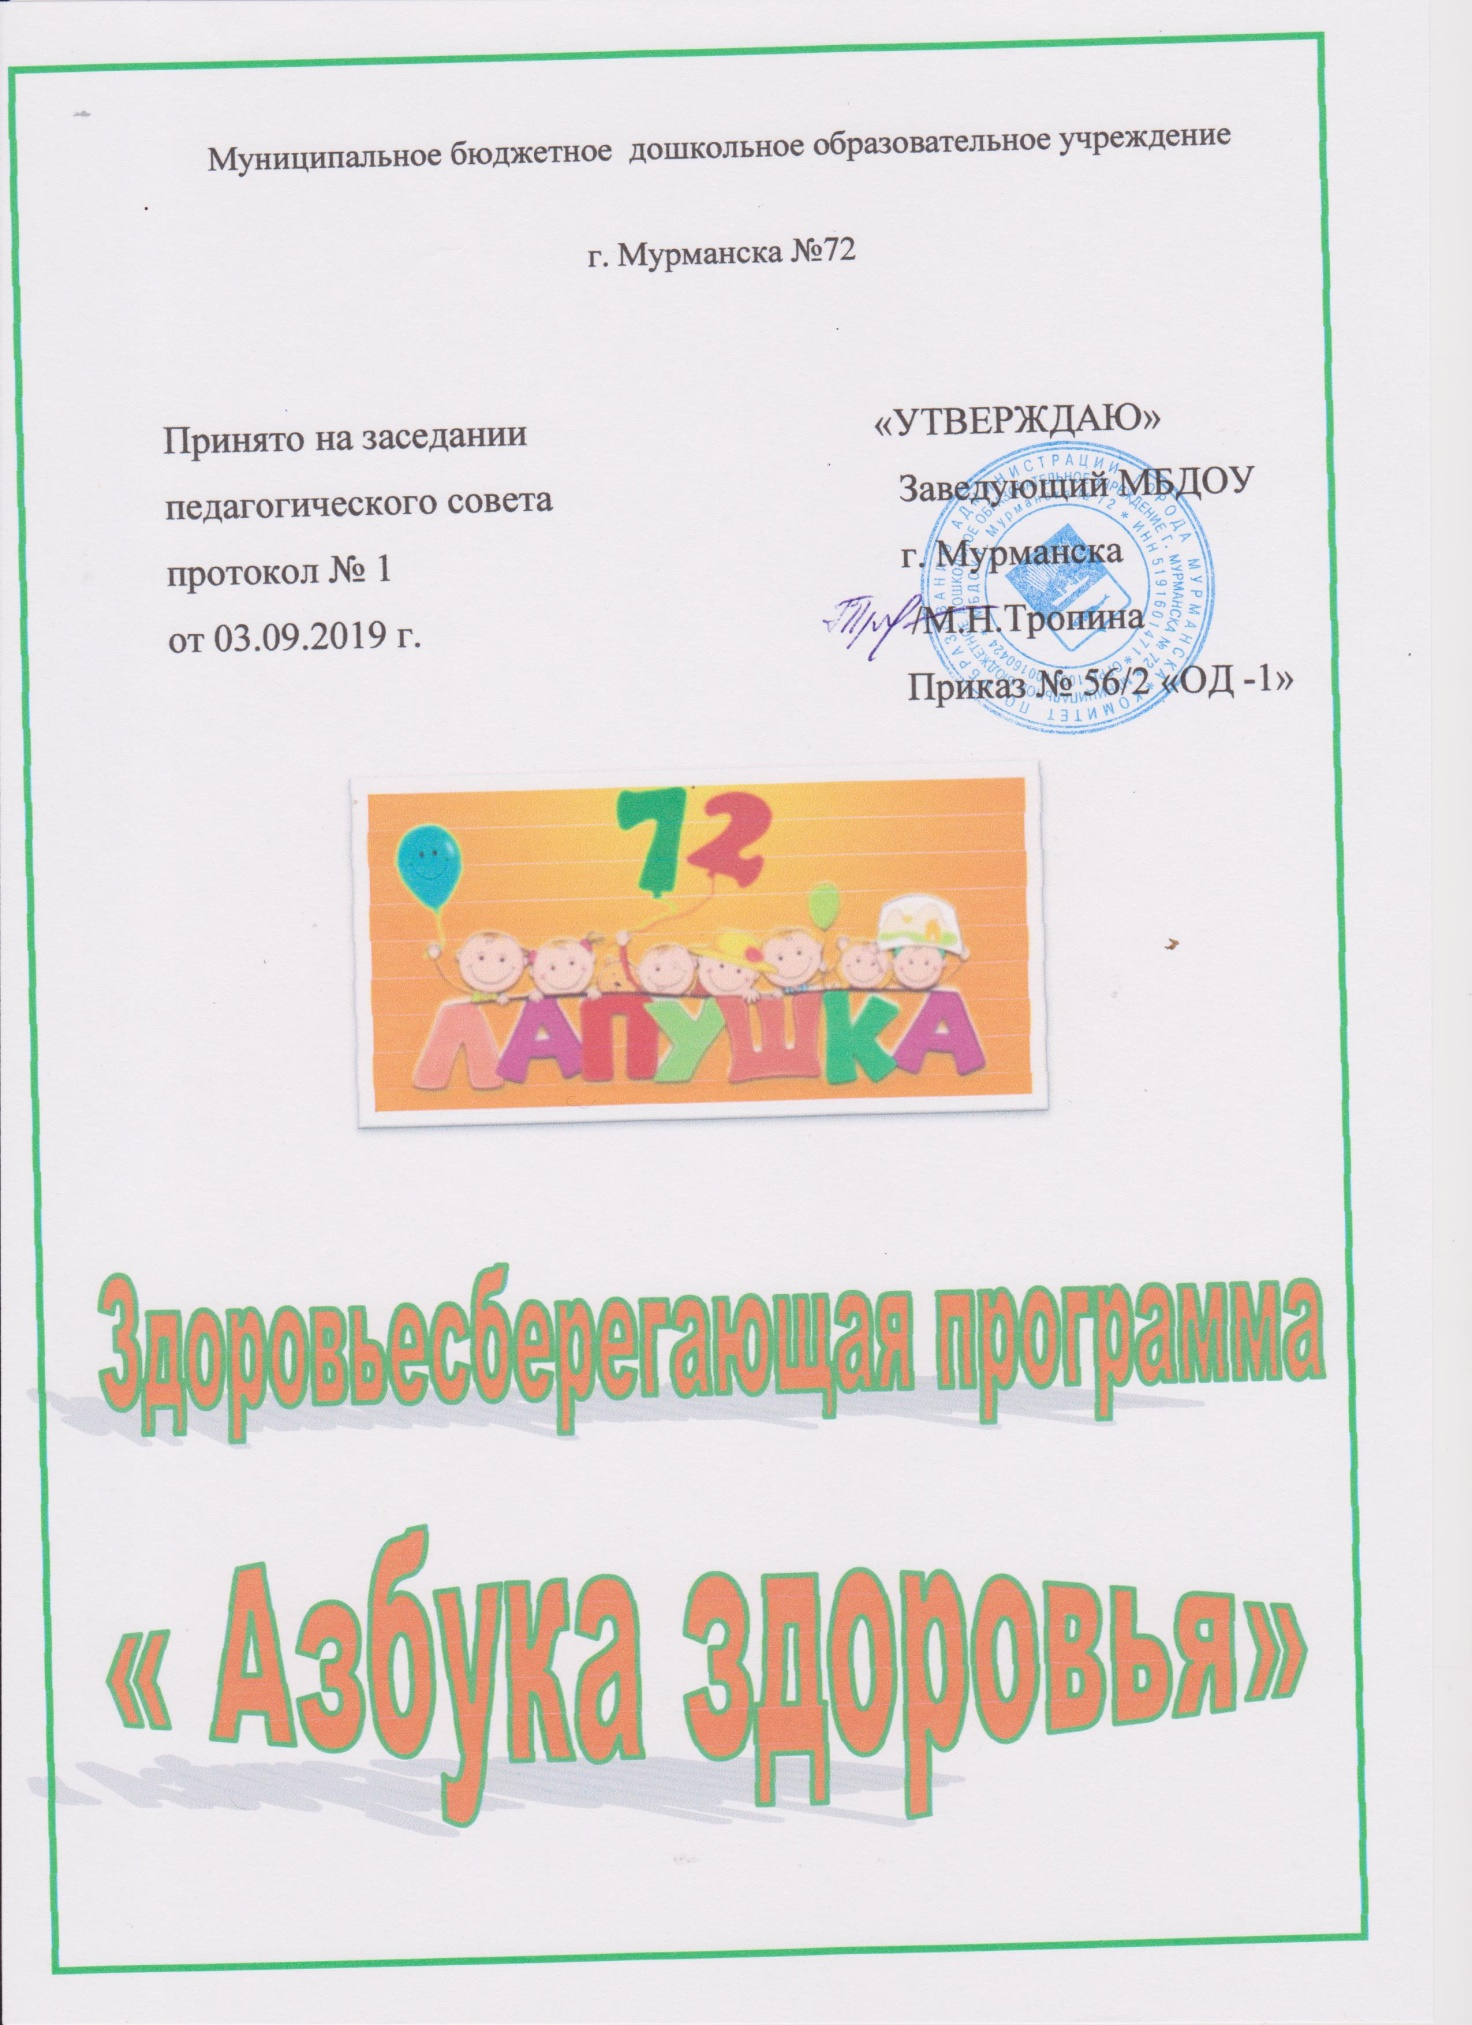 Муниципальное бюджетное дошкольное образовательное учреждение
г. Мурманска №72
Принято на заседании
педагогического совета
протокол № 1
от 03.09.2019 г.
«УТВЕРЖДАЮ»
Заведующий МБДОУ
г. Мурманска
/М.Н.Тропина
Приказ № 56/2 «ОД -1»
72
ЛАПУШКА
Здоровьесберегающая программа
« Азбука здоровья»